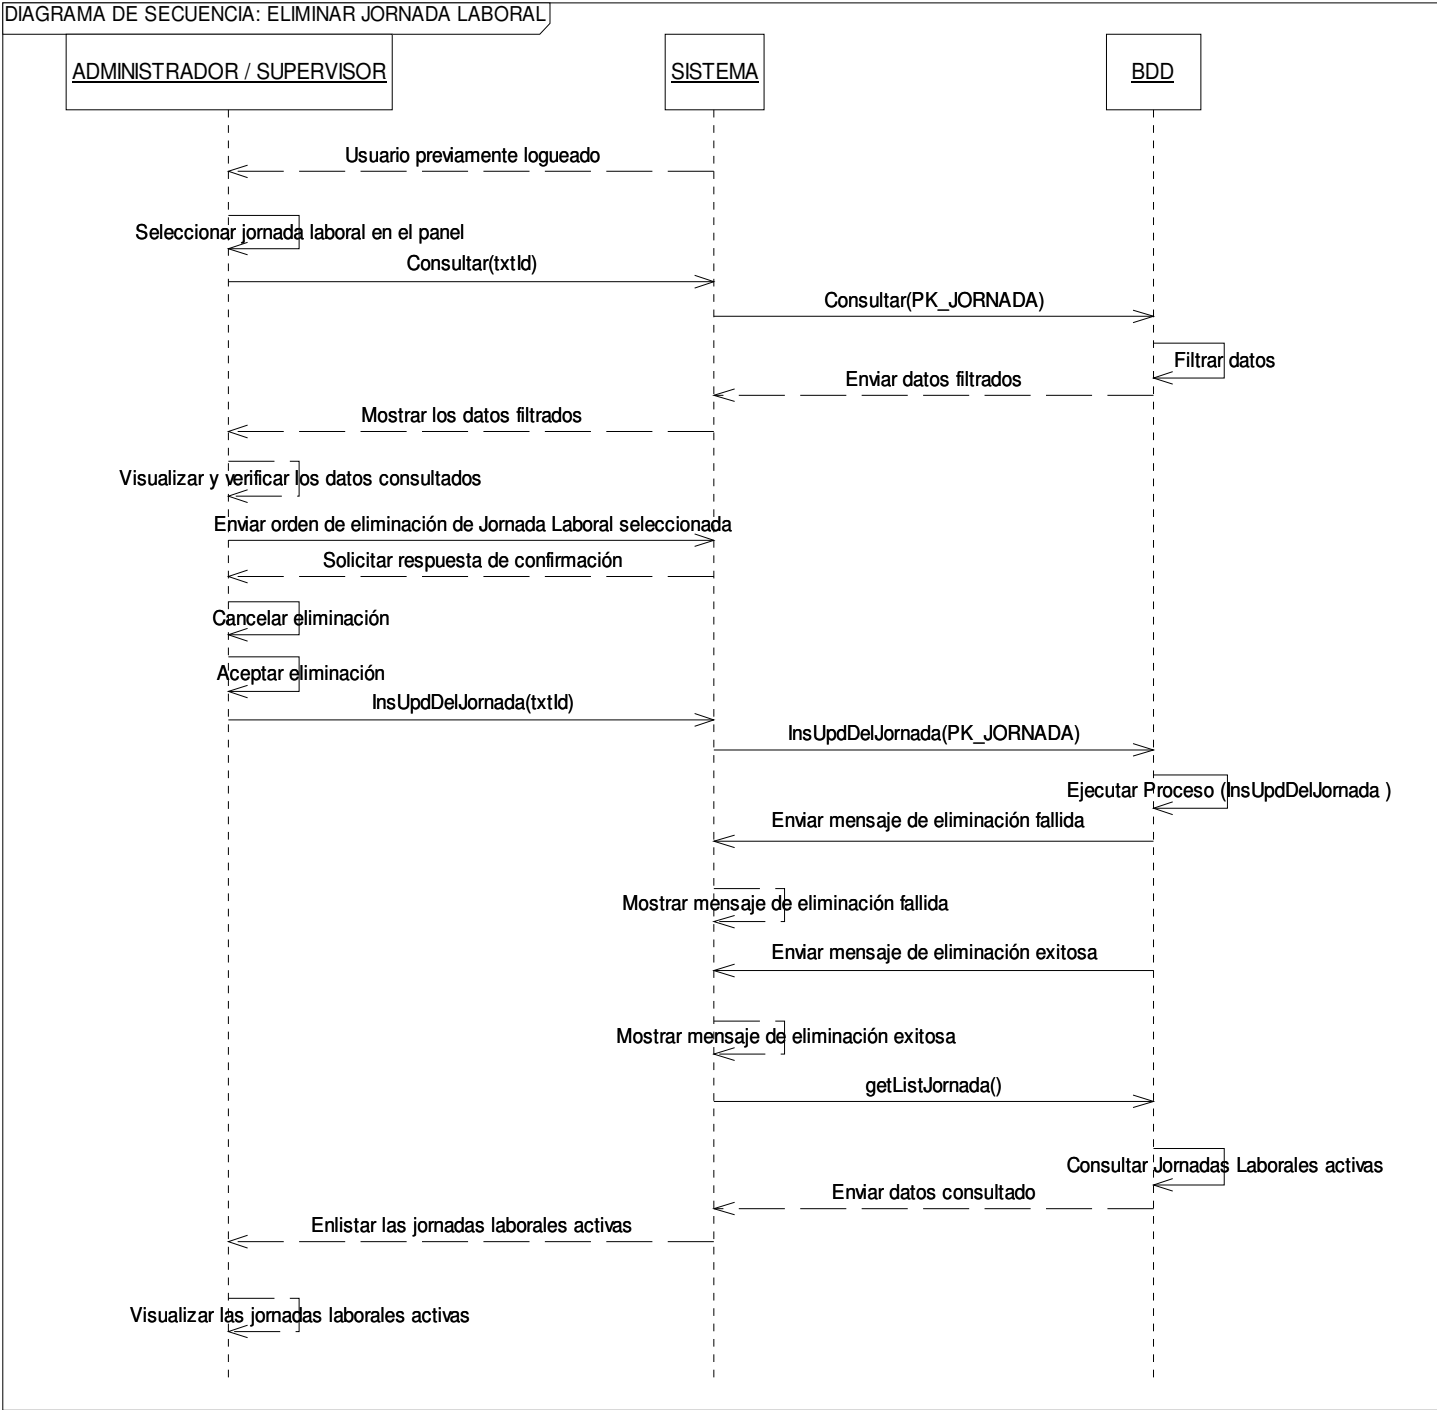 DIAGRAMA DE SECUENCIA: ELIMINAR JORNADA LABORAL
ADMINISTRADOR / SUPERVISOR
SISTEMA
BDD
Usuario previamente logueado
Seleccionar jornada laboral en el panel
Consultar(txtId)
Consultar(PK_JORNADA)
Filtrar datos
Enviar datos filtrados
Mostrar los datos filtrados
Visualizar y verificar los datos consultados
Enviar orden de eliminación de Jornada Laboral seleccionada
Solicitar respuesta de confirmación
Cancelar eliminación
Aceptar eliminación
InsUpdDelJornada(txtId)
InsUpdDelJornada(PK_JORNADA)
Ejecutar Proceso (InsUpdDelJornada )
Enviar mensaje de eliminación fallida
Mostrar mensaje de eliminación fallida
Enviar mensaje de eliminación exitosa
Mostrar mensaje de eliminación exitosa
getListJornada()
Consultar Jornadas Laborales activas
Enviar datos consultado
Enlistar las jornadas laborales activas
Visualizar las jornadas laborales activas